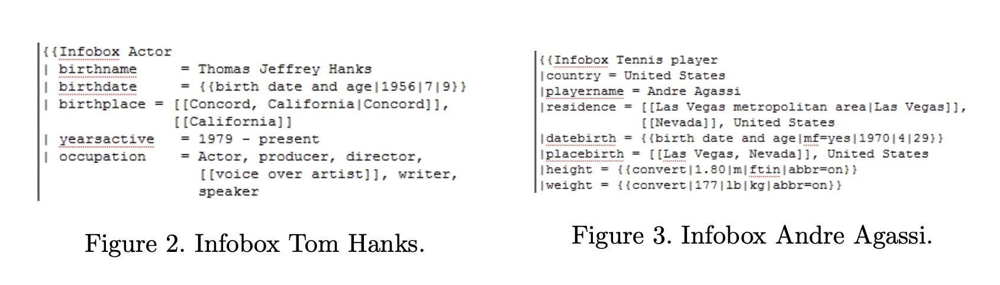 {{Infobox Actor
| birthname = Thomas Jeffrey Hanks
| birthdate = {{birth date and age|1956|7|9}}
| birthplace = [[Concord, California|Concord]],
[[California]]
| yearsactive = 1979 - present
| occupation = Actor, producer, director,
[[voice over artist]], writer,
speaker
Figure 2. Infobox Tom Hanks.
{{Infobox Tennis player
|country = United States
|playername = Andre Agassi
|residence = [[Las Vegas metropolitan area|Las Vegas]],
[[Nevada]], United States
|datebirth = {{birth date and age|mf=yes|1970|4|29}}
|placebirth = [[Las Vegas, Nevada]], United States
|height = {{convert|1.80|m|ftin|abbr=on}}
|weight = {{convert|177|lb|kg|abbr=on}}
Figure 3. Infobox Andre Agassi.